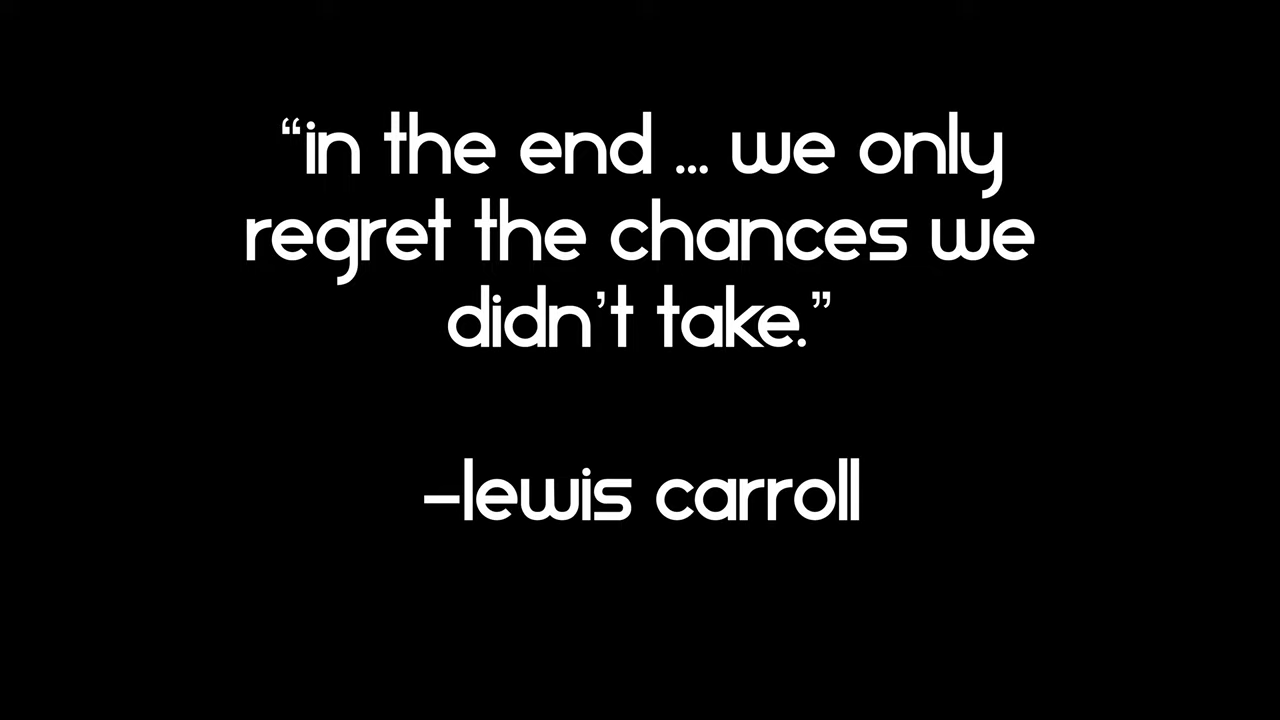 “in the end ... we only
regret the chances we
didn’t take.”
–lewis carroll